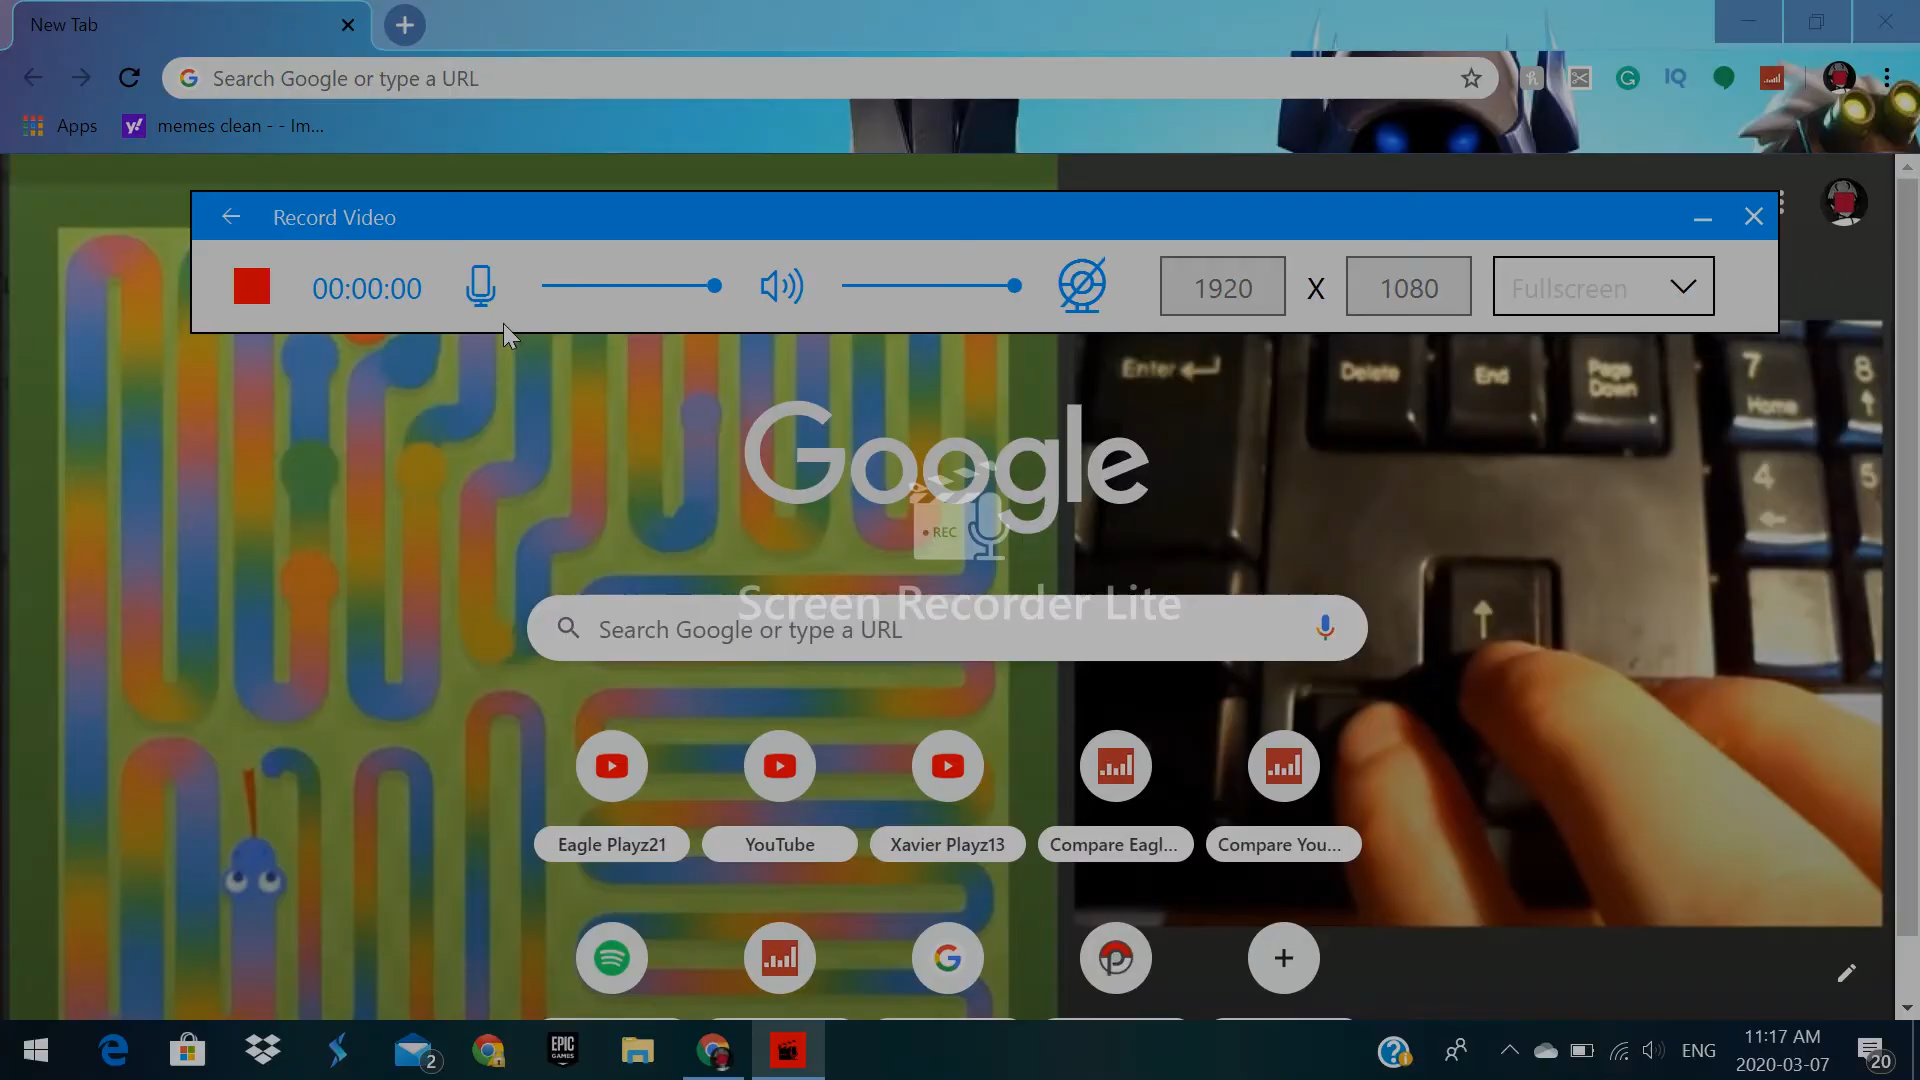 New Tab
Search Google or type a URL
Apps
memes clean - - Im...
Record Video
00:00:00
1920 X 1080
Fullscreen
Enter
Delete
End
Page Down
7
Home
8
4
5
Google
REC
Screen Recorder Lite
Search Google or type a URL
Eagle Playz21
YouTube
Xavier Playz13
Compare Eagl...
Compare You...
2
EPIC GAMES
ENG
11:17 AM
2020-03-07
20